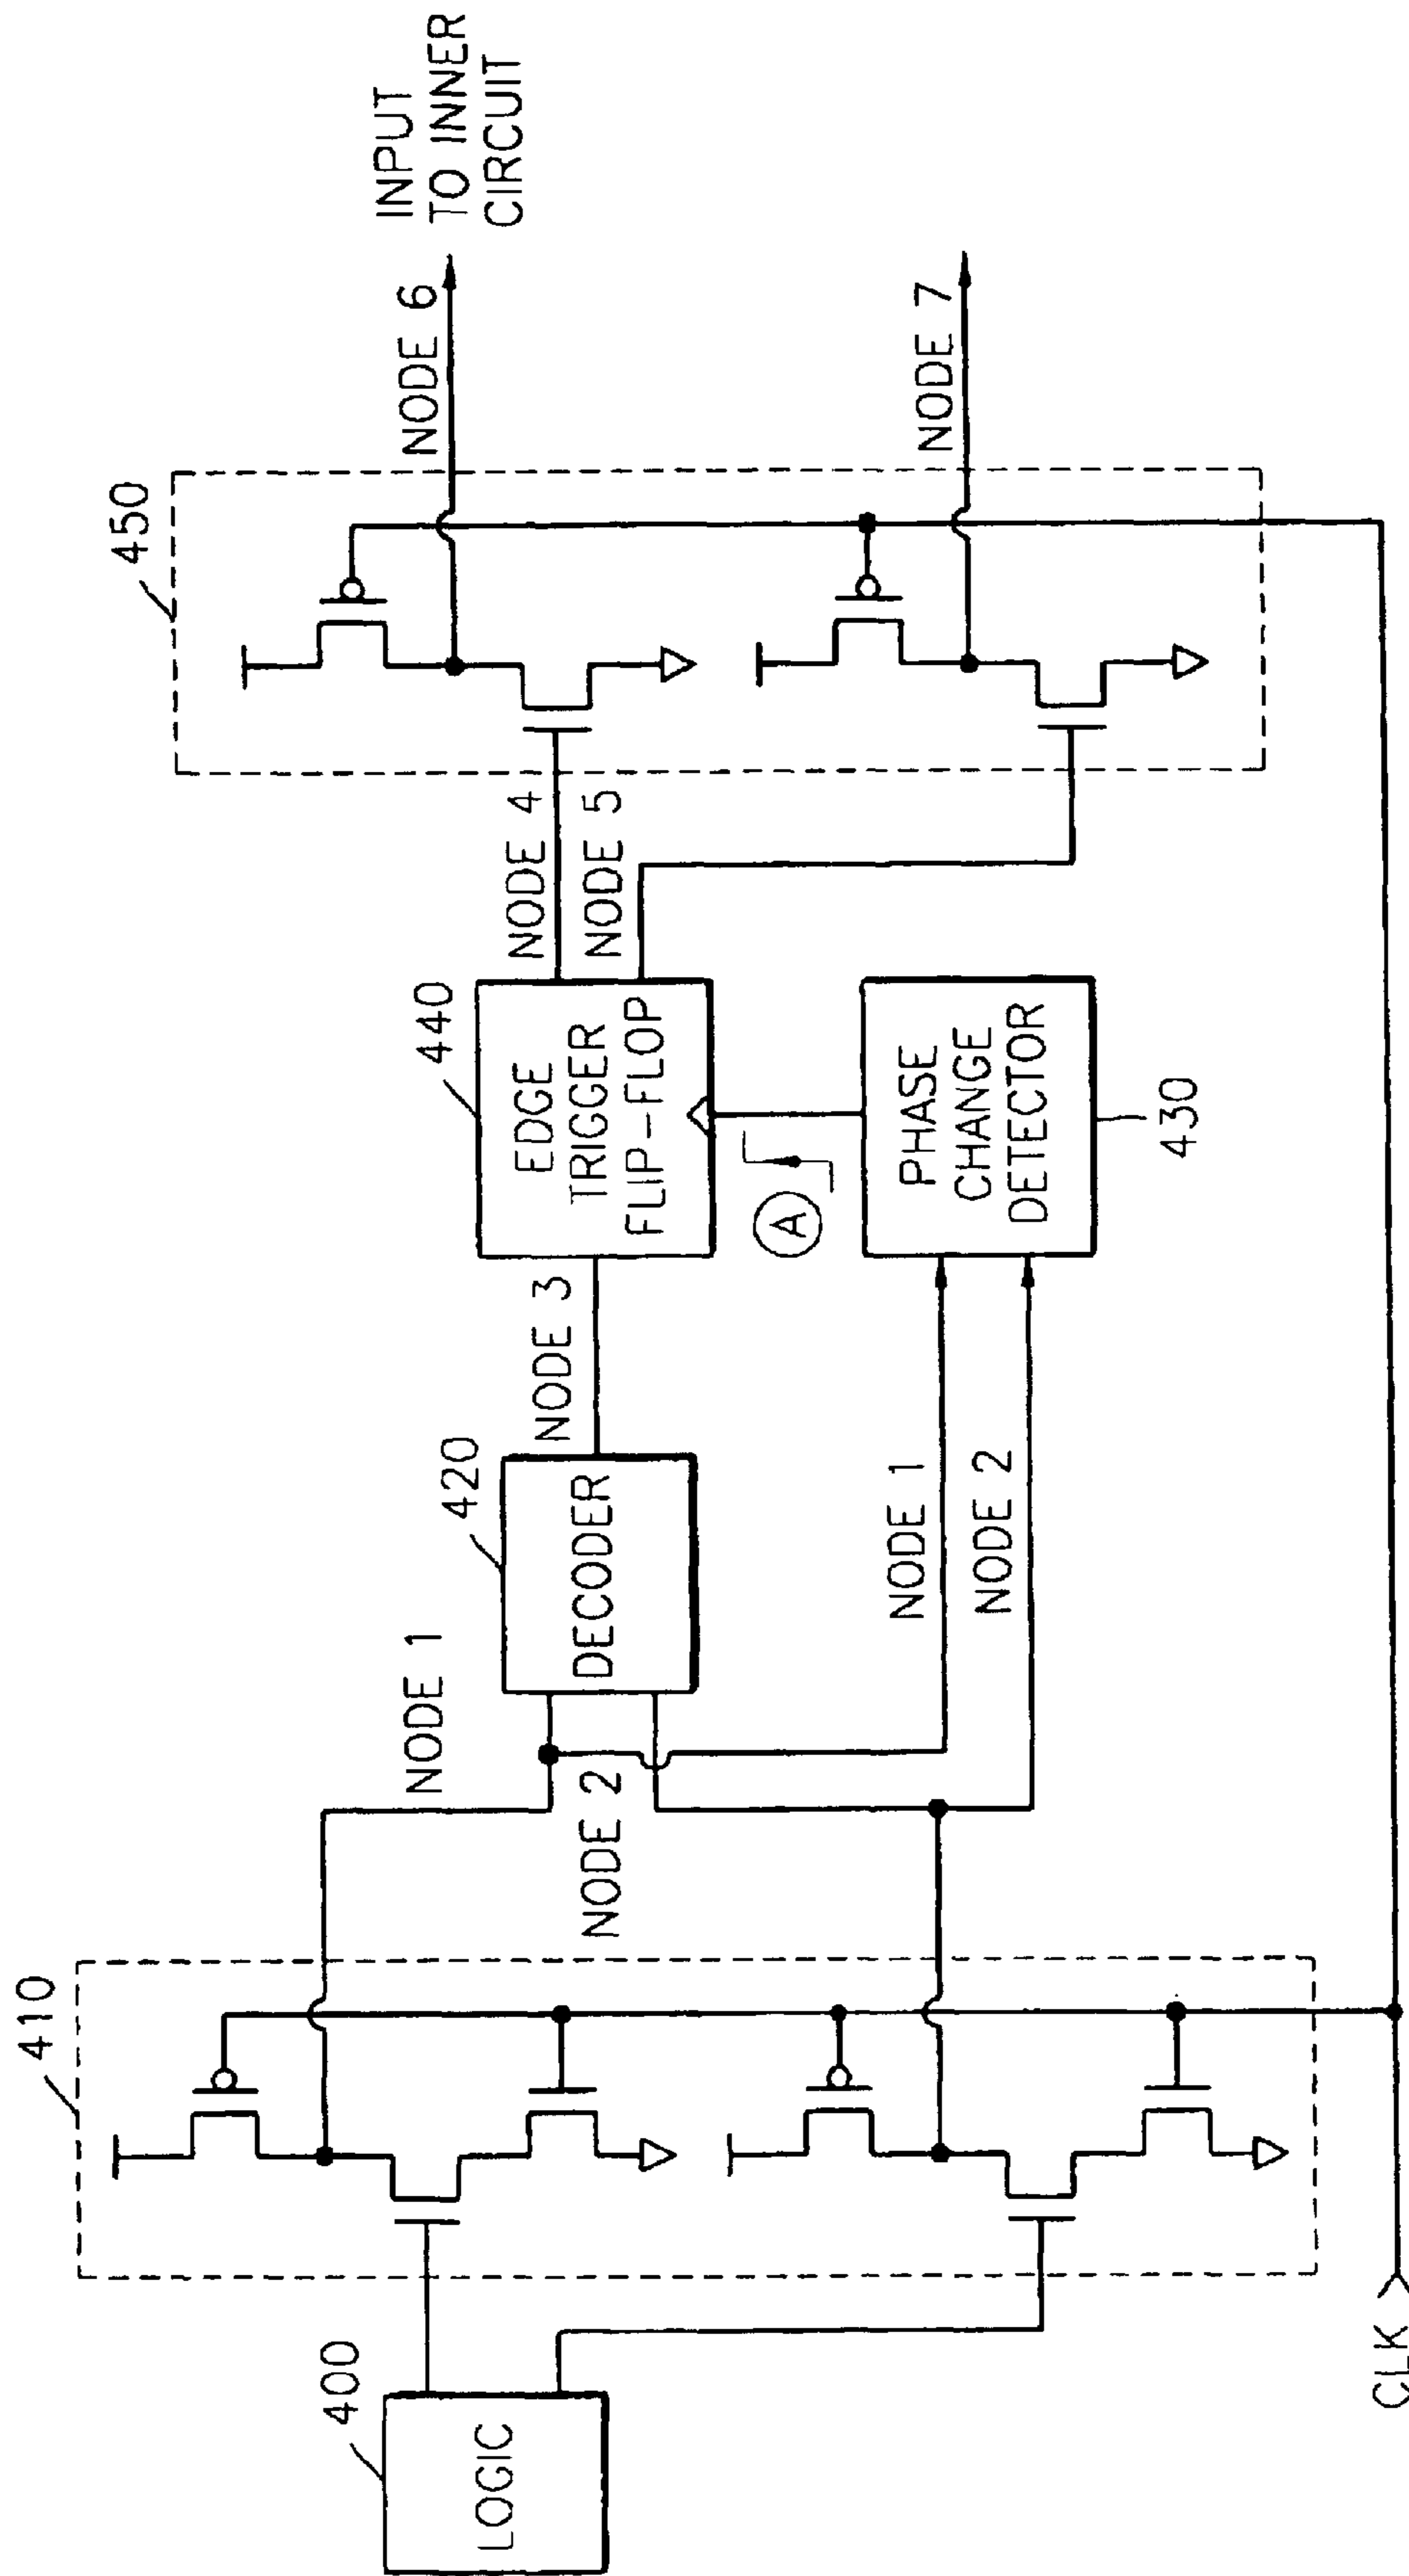 400
LOGIC
410
CLK
NODE 1
NODE 2
420
DECODER
NODE 1
NODE 2
NODE 3
440
EDGE
TRIGGER
FLIP-FLOP
A
PHASE
CHANGE
DETECTOR
430
NODE 4
NODE 5
450
NODE 6
NODE 7
INPUT
TO INNER
CIRCUIT